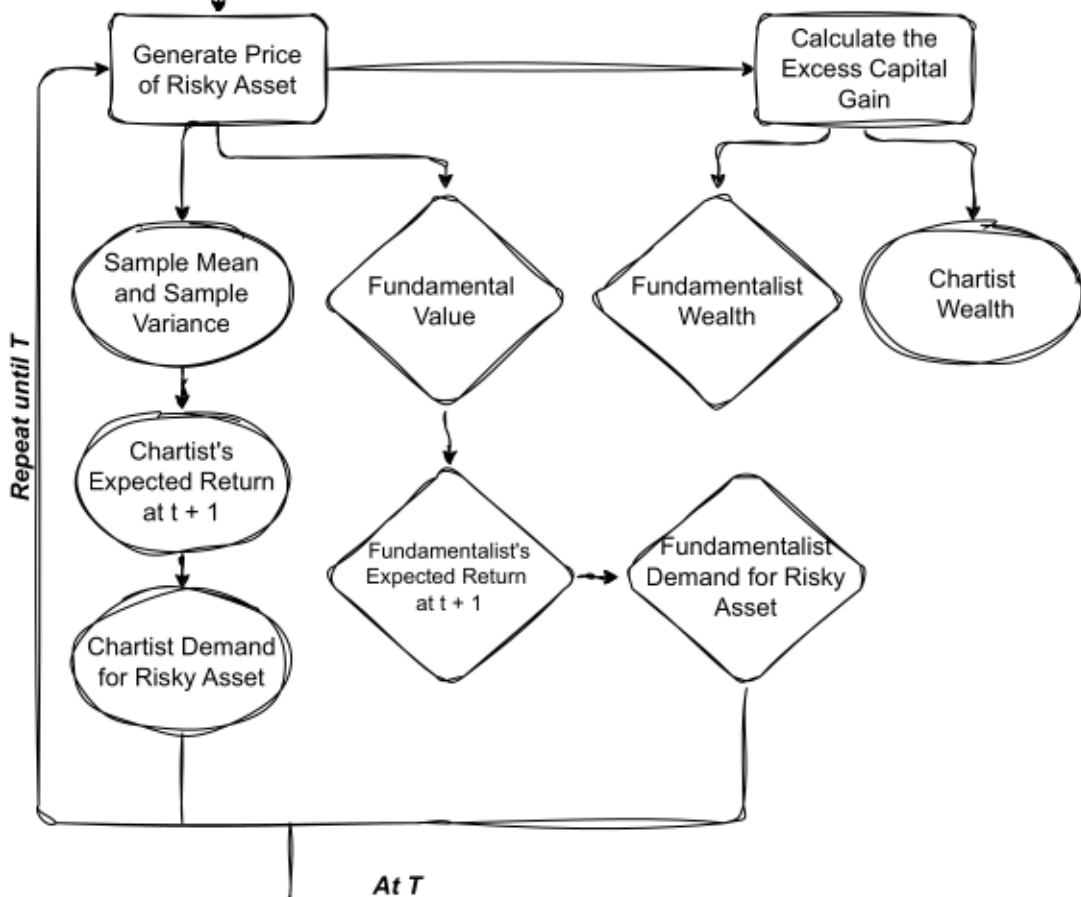 Generate Price
of Risky Asset
Calculate the
Excess Capital
Gain
Sample Mean
and Sample
Variance
Fundamental
Value
Fundamentalist
Wealth
Chartist
Wealth
Repeat until T
Chartist's
Expected Return
at t + 1
Fundamentalist's
Expected Return
at t + 1
Fundamentalist
Demand for Risky
Asset
Chartist Demand
for Risky Asset
At T